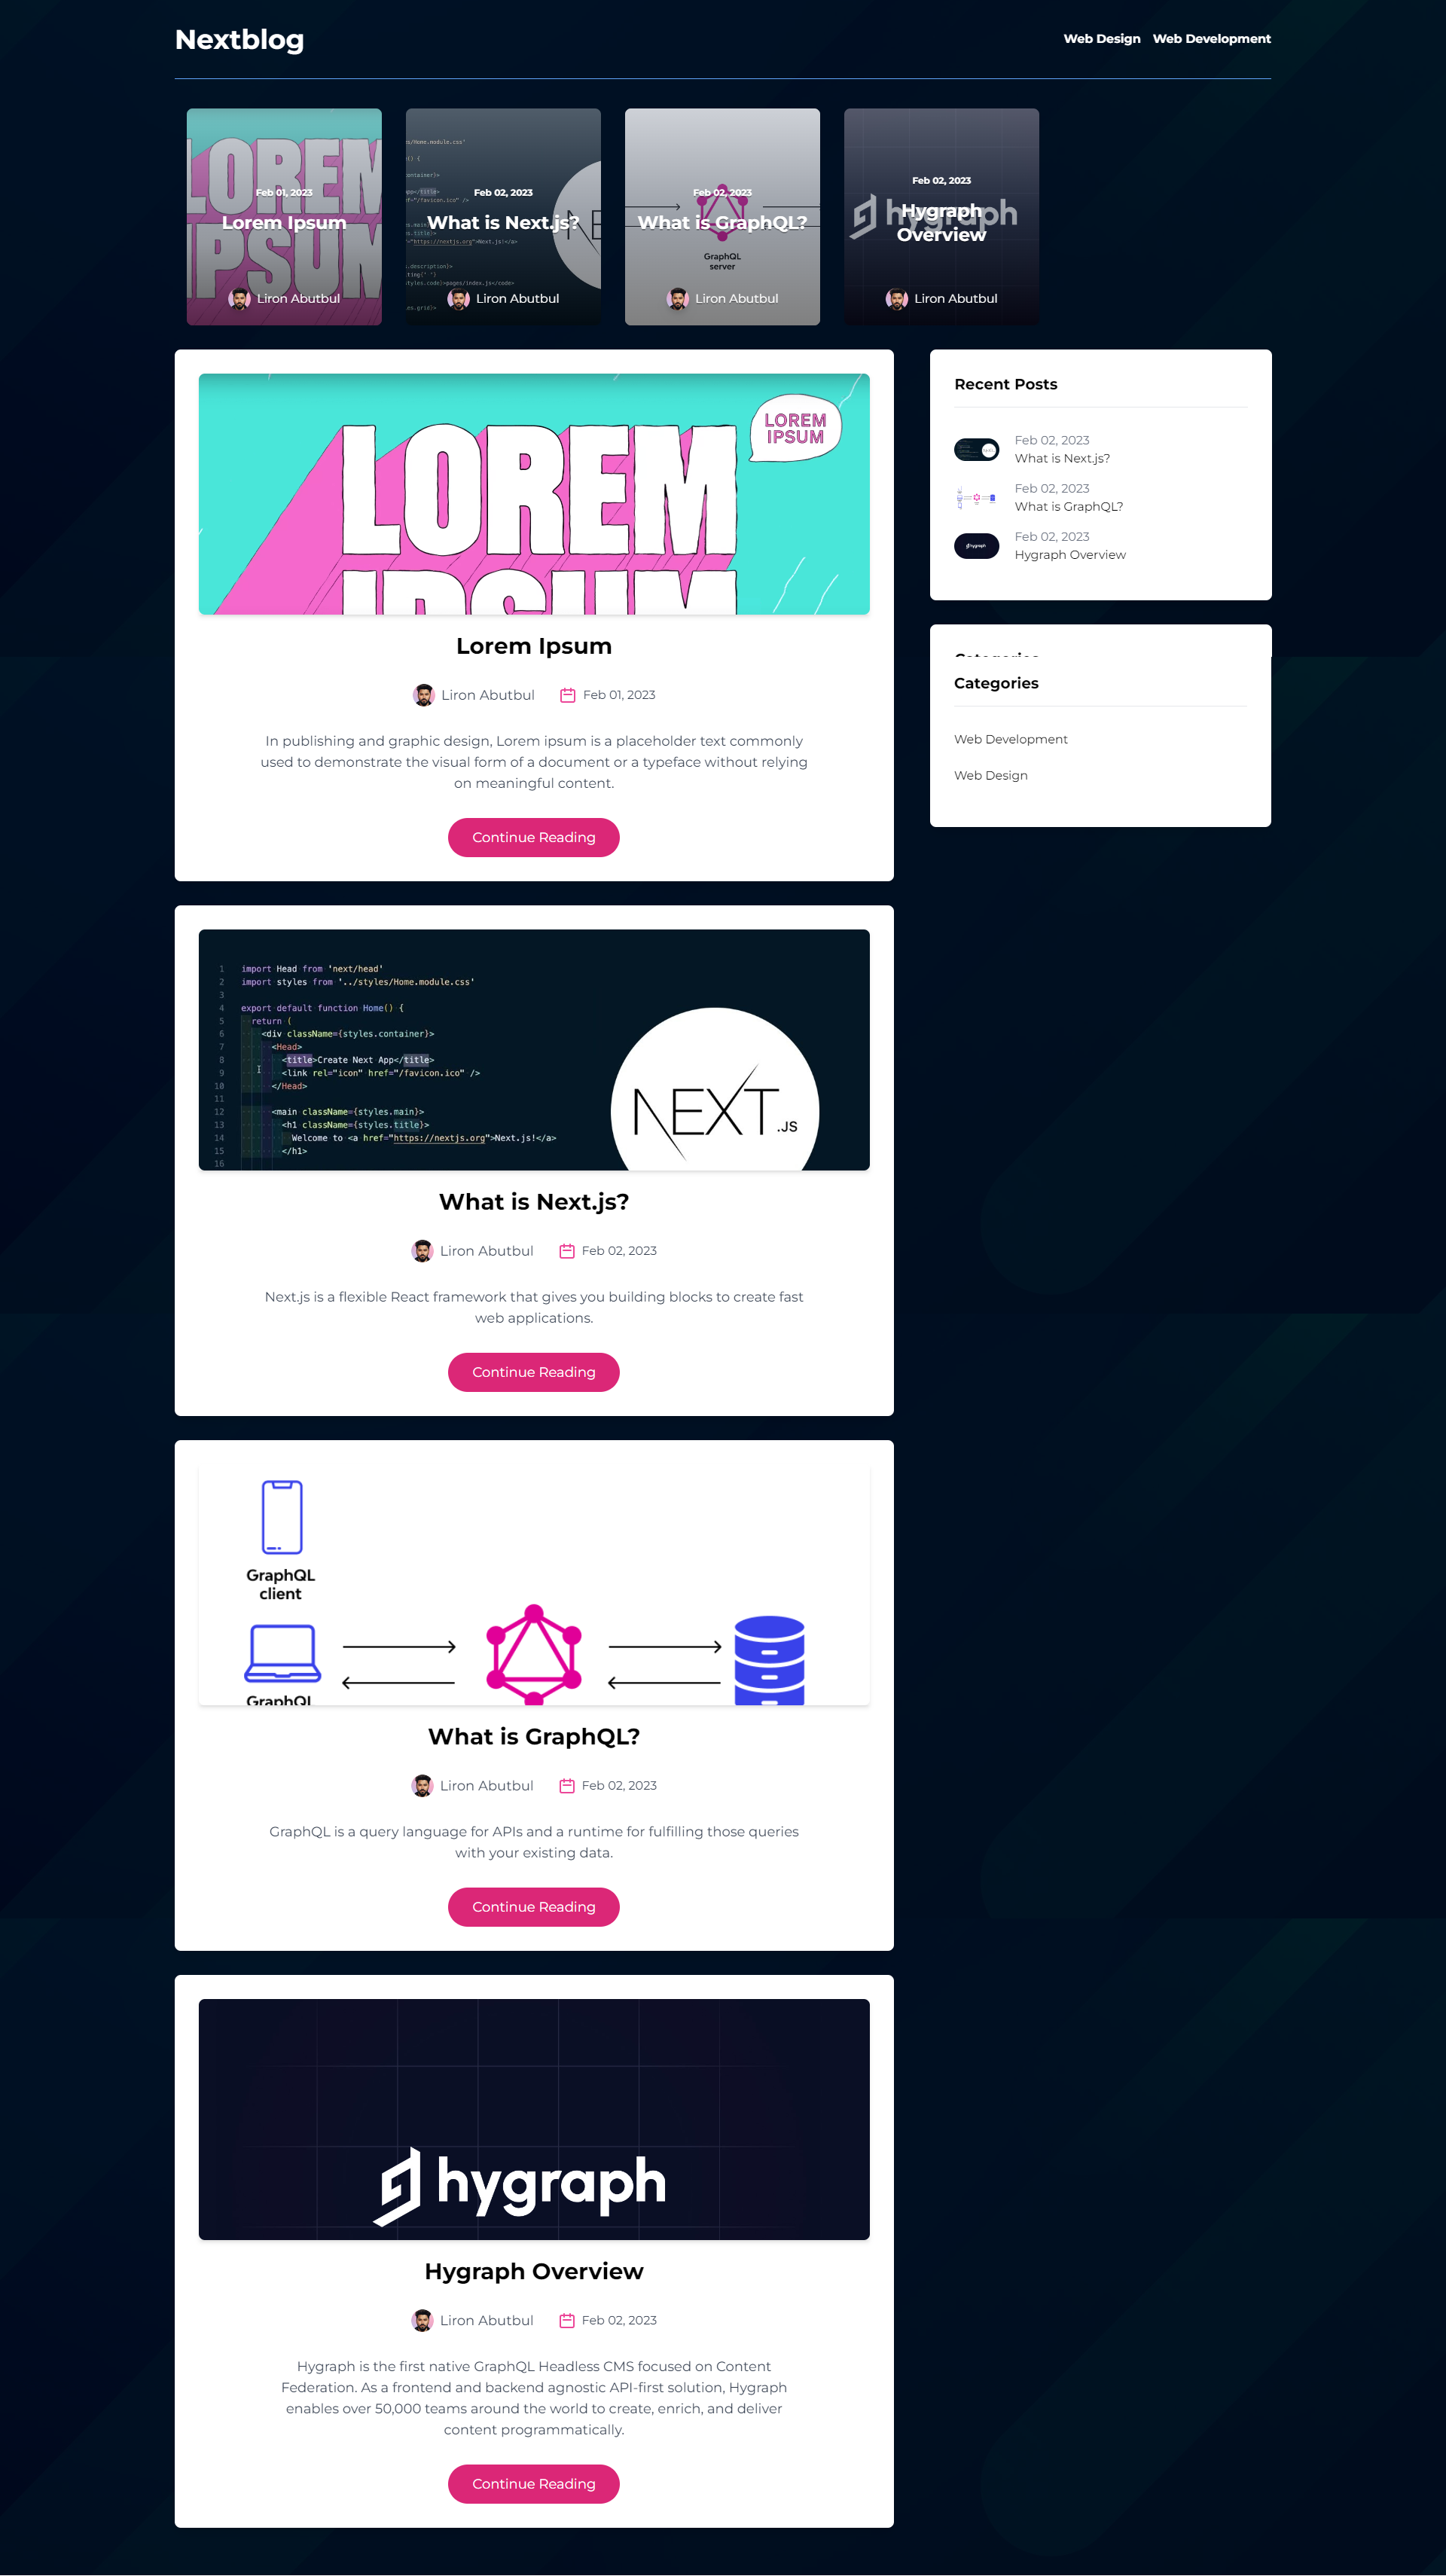 Nextblog
Web Design
Web Development
LOREM
IPSUM
Feb 01, 2023
Lorem Ipsum
Liron Abutbul
Feb 02, 2023
What is Next.js?
Liron Abutbul
Feb 02, 2023
What is GraphQL?
GraphQL
server
Liron Abutbul
hygraph
Feb 02, 2023
Hygraph
Overview
Liron Abutbul
LOREM
IPSUM
LOREM
IPSUM
Lorem Ipsum
Liron Abutbul
Feb 01, 2023
In publishing and graphic design, Lorem ipsum is a placeholder text commonly
used to demonstrate the visual form of a document or a typeface without relying
on meaningful content.
Continue Reading
Recent Posts
Feb 02, 2023
What is Next.js?
Feb 02, 2023
What is GraphQL?
Feb 02, 2023
Hygraph Overview
Categories
Categories
Web Development
Web Design
1 import Head from 'next/head'
2 import styles from '../styles/Home.module.css'
3
4 export default function Home() {
5 return (
6 <div className={styles.container}>
7 <Head>
8 <title>Create Next App</title>
9 <link rel="icon" href="/favicon.ico" />
10 </Head>
11
12 <main className={styles.main}>
13 <h1 className={styles.title}>
14 Welcome to <a href="https://nextjs.org">Next.js!</a>
15 </h1>
16
NEXT.JS
What is Next.js?
Liron Abutbul
Feb 02, 2023
Next.js is a flexible React framework that gives you building blocks to create fast
web applications.
Continue Reading
GraphQL
client
GraphQL
What is GraphQL?
Liron Abutbul
Feb 02, 2023
GraphQL is a query language for APIs and a runtime for fulfilling those queries
with your existing data.
Continue Reading
hygraph
Hygraph Overview
Liron Abutbul
Feb 02, 2023
Hygraph is the first native GraphQL Headless CMS focused on Content
Federation. As a frontend and backend agnostic API-first solution, Hygraph
enables over 50,000 teams around the world to create, enrich, and deliver
content programmatically.
Continue Reading